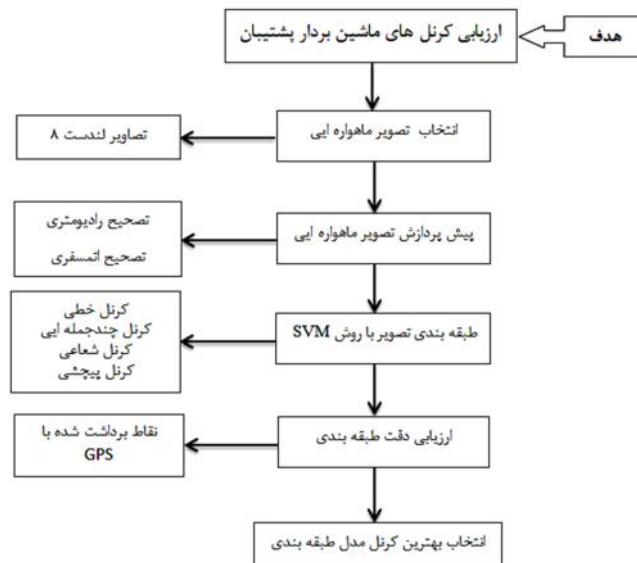 هدف
ارزیابی کرنل های ماشین بردار پشتیبان
انتخاب تصویر ماهواره ایی
تصاویر لندست ۸
پیش پردازش تصویر ماهواره ایی
تصحیح رادیومتری
تصحیح اتمسفری
طبقه بندی تصویر با روش SVM
کرنل خطی
کرنل چندجمله ایی
کرنل شعاعی
کرنل پیچشی
ارزیابی دقت طبقه بندی
نقاط برداشت شده با
GPS
انتخاب بهترین کرنل مدل طبقه بندی